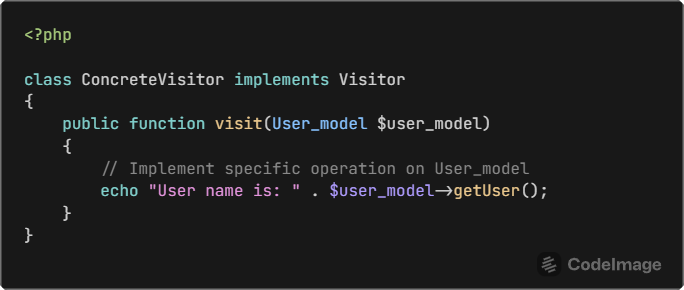 <?php
class ConcreteVisitor implements Visitor
{
    public function visit(User_model $user_model)
    {
        // Implement specific operation on User_model
        echo "User name is: " . $user_model->getUser();
    }
}
CodeImage